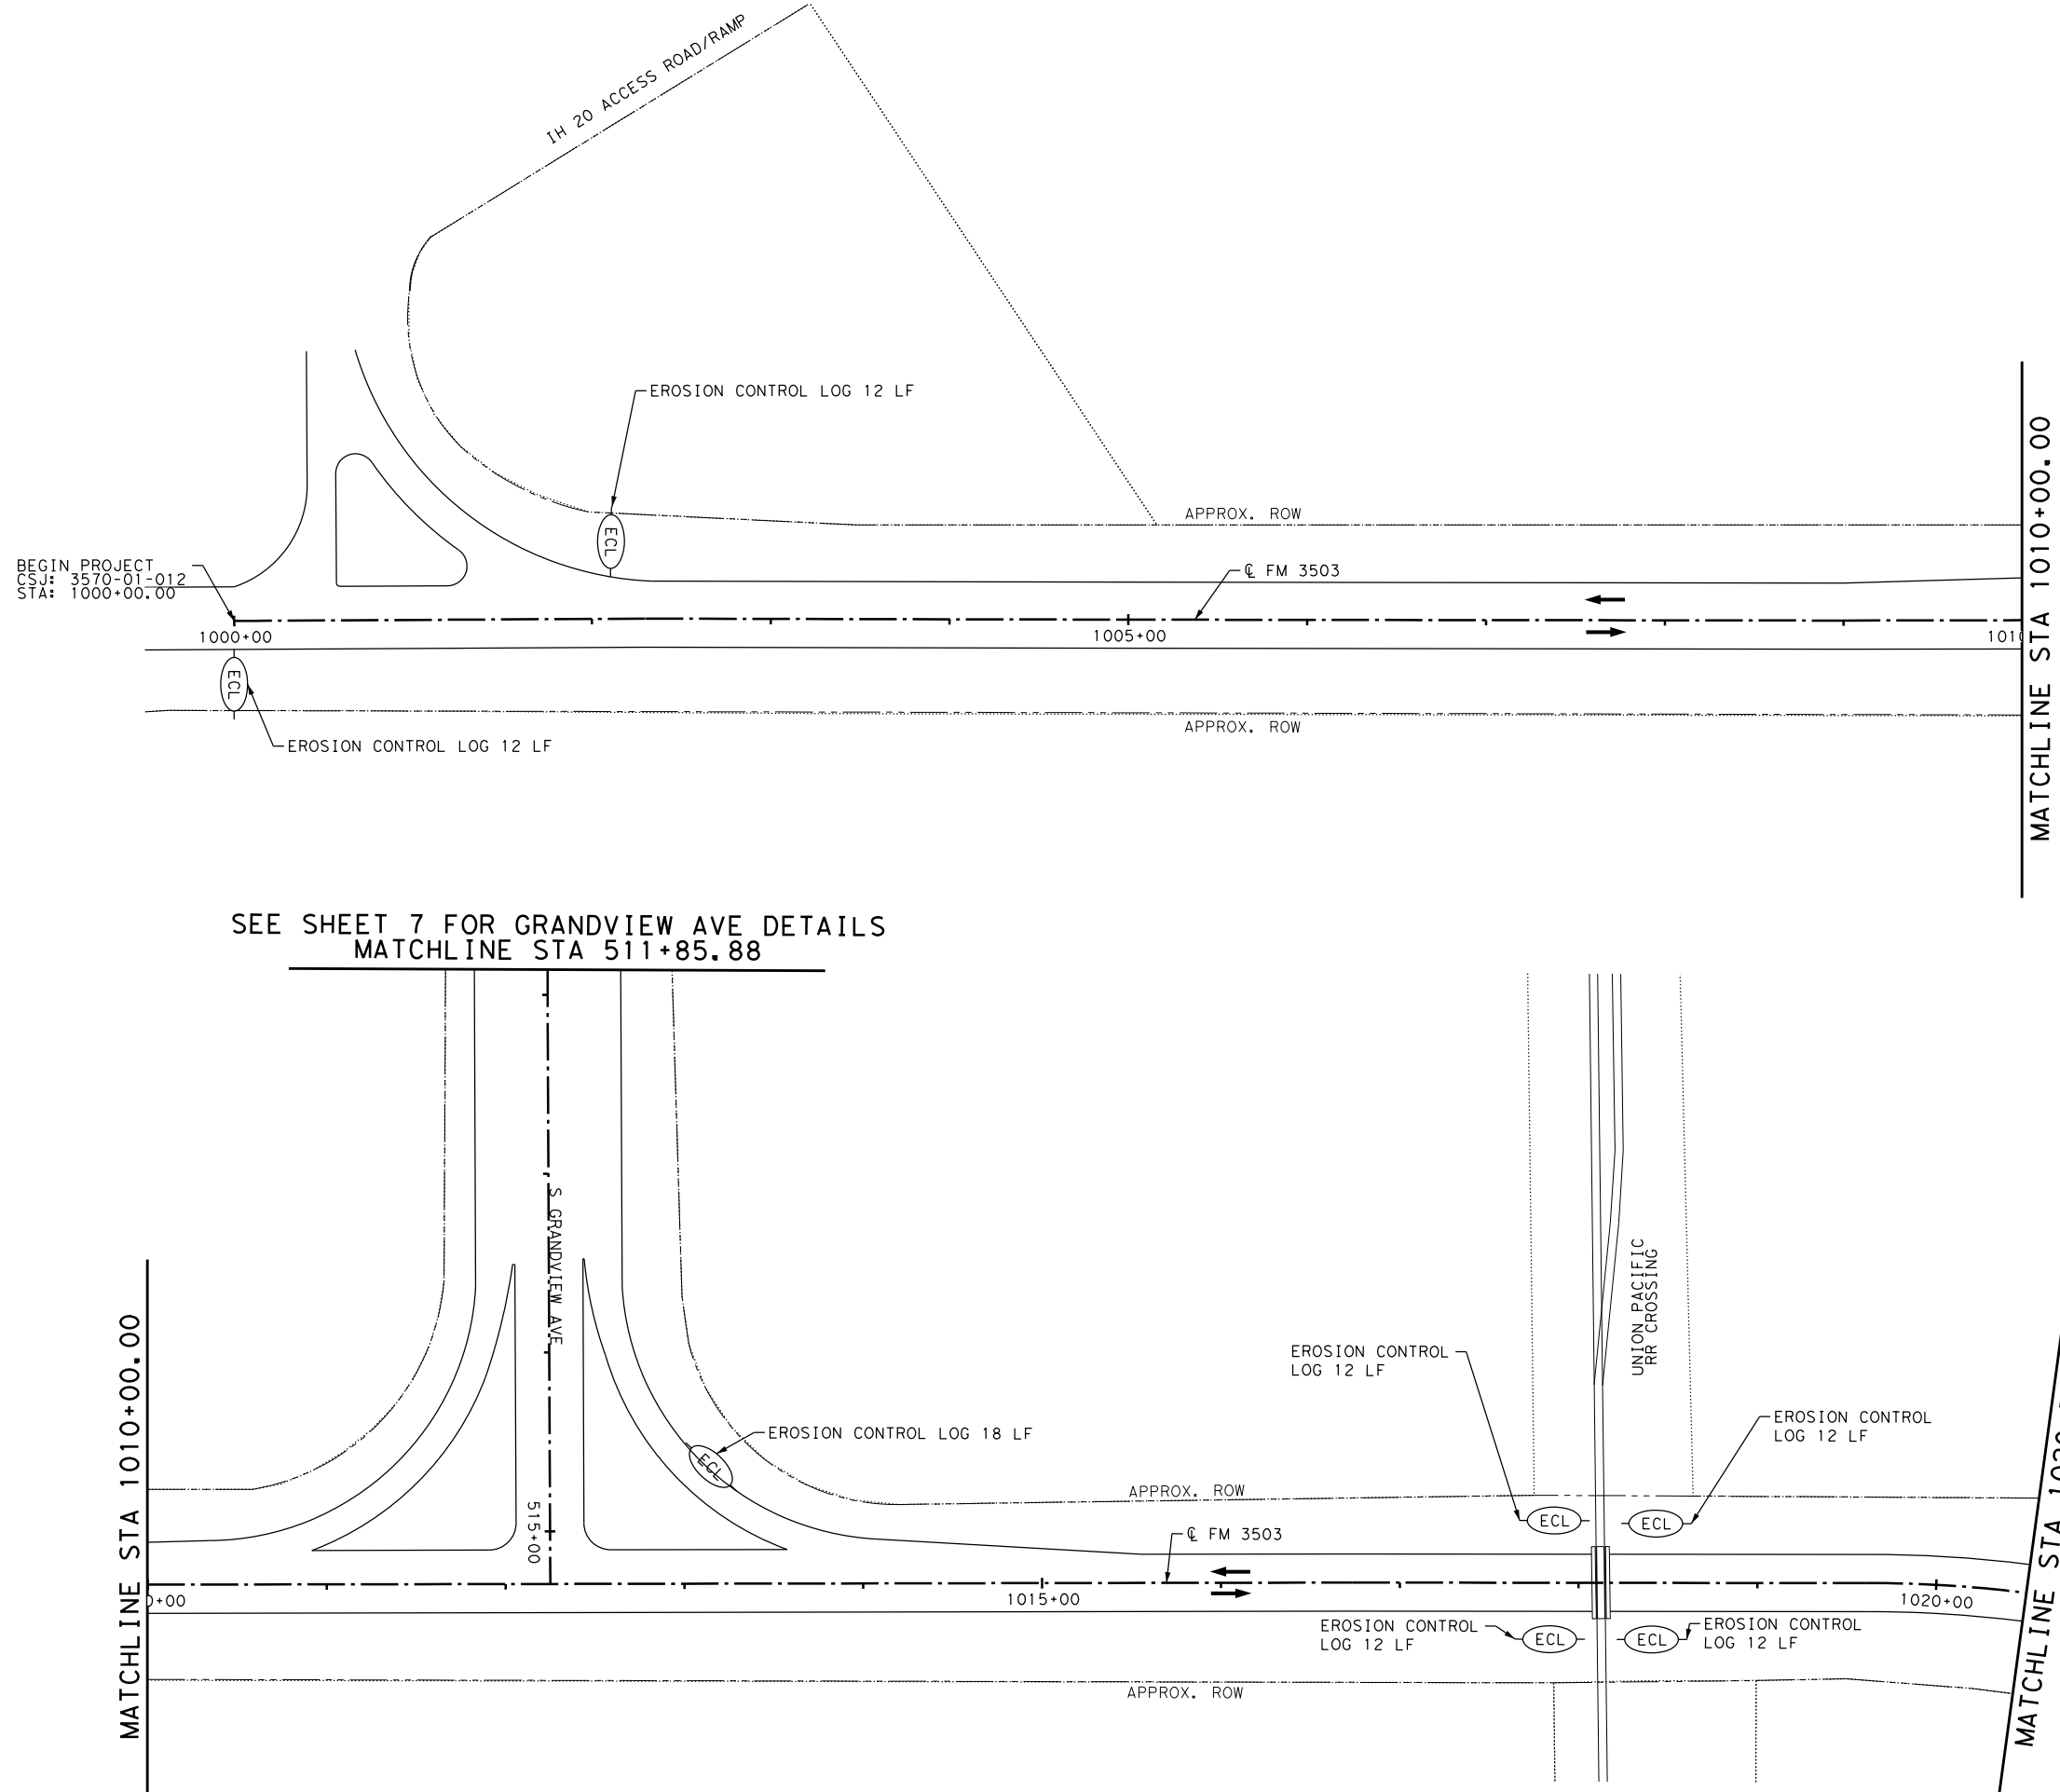 IH 20 ACCESS ROAD/RAMP
EROSION CONTROL LOG 12 LF
ECL
APPROX. ROW
BEGIN PROJECT
CSJ: 3570-01-012
STA: 1000+00.00
℄ FM 3503
1000+00
1005+00
ECL
EROSION CONTROL LOG 12 LF
APPROX. ROW
MATCHLINE STA 1010+00.00
SEE SHEET 7 FOR GRANDVIEW AVE DETAILS
MATCHLINE STA 511+85.88
S GRANDVIEW AVE
UNION PACIFIC
RR CROSSING
EROSION CONTROL
LOG 12 LF
EROSION CONTROL
LOG 12 LF
EROSION CONTROL LOG 18 LF
ECL
APPROX. ROW
ECL
ECL
515+00
℄ FM 3503
MATCHLINE STA 1010+00.00
0+00
1015+00
1020+00
EROSION CONTROL
LOG 12 LF
ECL
ECL
EROSION CONTROL
LOG 12 LF
APPROX. ROW
MATCHLINE STA